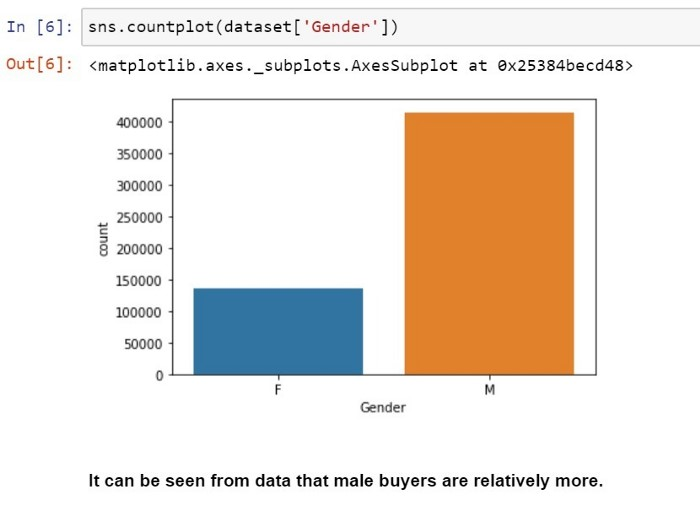 In [6]: sns.countplot(dataset['Gender'])
Out[6]: <matplotlib.axes._subplots.AxesSubplot at 0x25384becd48>
400000
350000
300000
250000
200000
150000
100000
50000
0
count
F M
Gender
It can be seen from data that male buyers are relatively more.